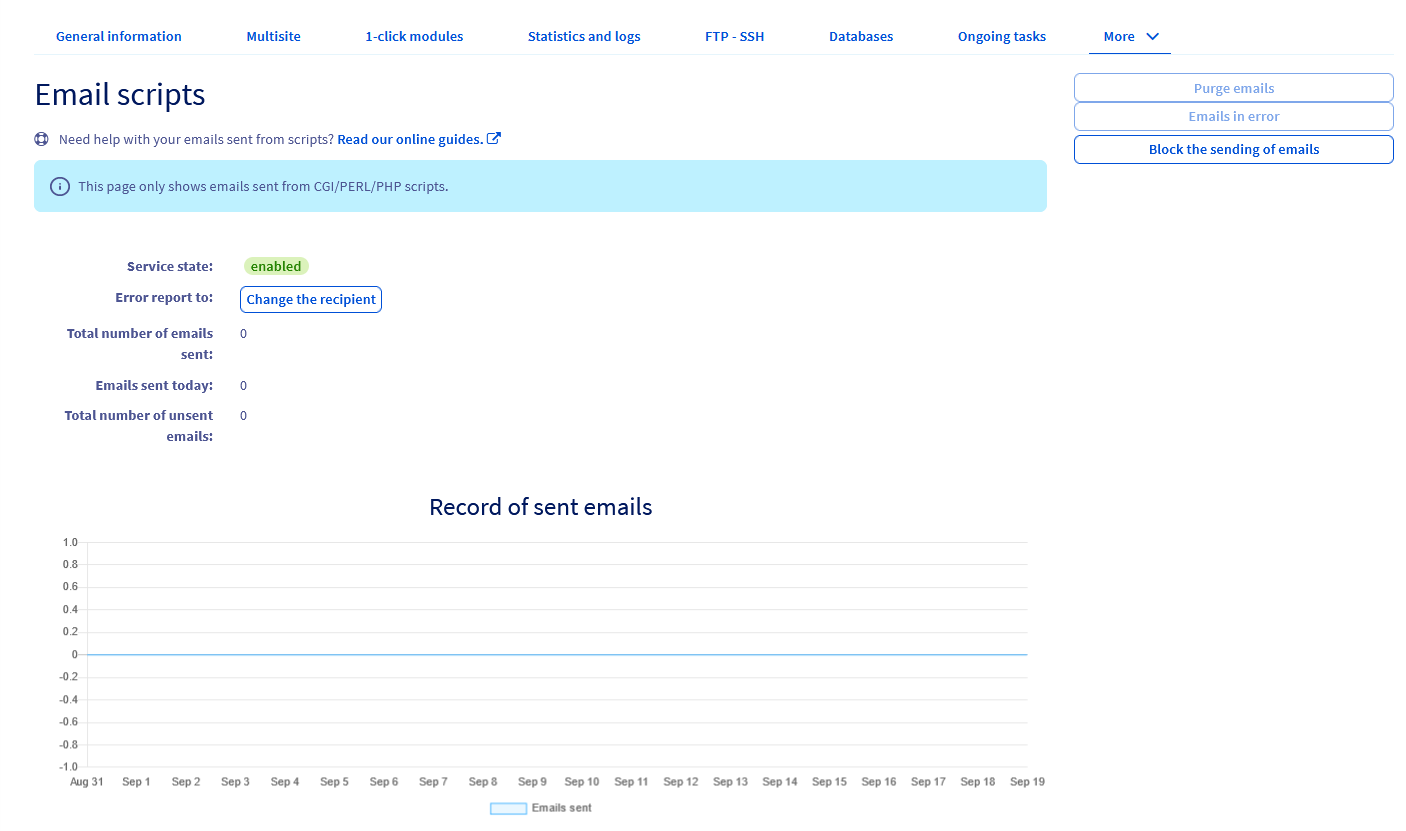 General information Multisite 1-click modules Statistics and logs FTP - SSH Databases Ongoing tasks More
Email scripts
Need help with your emails sent from scripts? Read our online guides.
This page only shows emails sent from CGI/PERL/PHP scripts.
Purge emails
Emails in error
Block the sending of emails
Service state: enabled
Error report to: Change the recipient
Total number of emails 0
sent:
Emails sent today: 0
Total number of unsent 0
emails:
Record of sent emails
1.0
0.8
0.6
0.4
0.2
0
-0.2
-0.4
-0.6
-0.8
-1.0
Aug 31 Sep 1 Sep 2 Sep 3 Sep 4 Sep 5 Sep 6 Sep 7 Sep 8 Sep 9 Sep 10 Sep 11 Sep 12 Sep 13 Sep 14 Sep 15 Sep 16 Sep 17 Sep 18 Sep 19
Emails sent